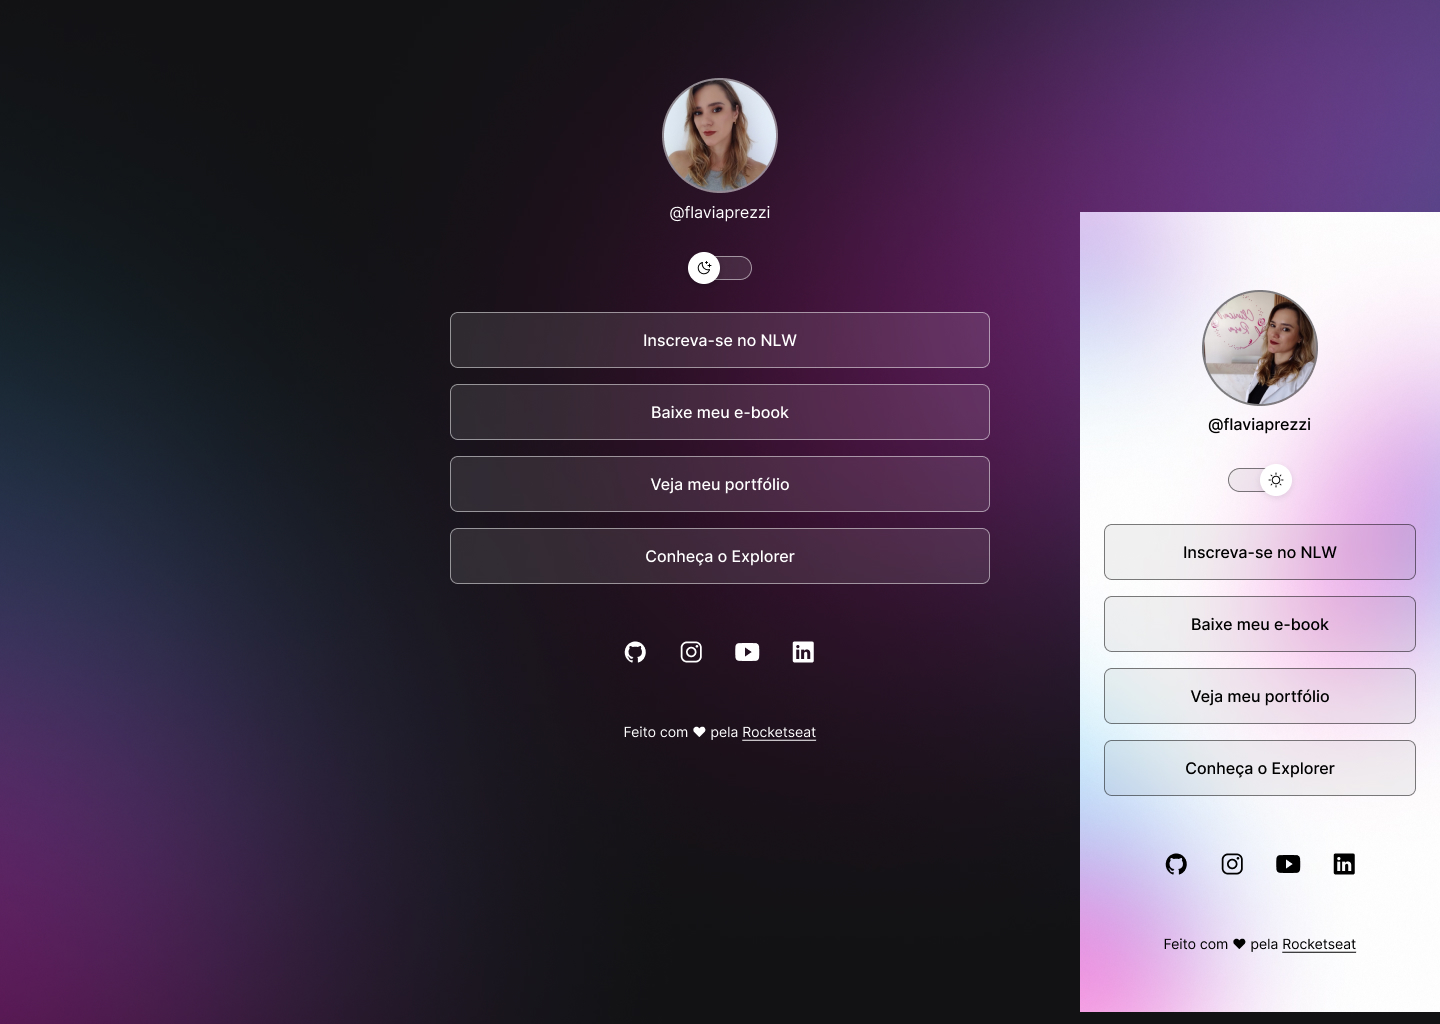 @flaviaprezzi
Inscreva-se no NLW
Baixe meu e-book
Veja meu portfólio
Conheça o Explorer
Feito com ♥ pela Rocketseat
@flaviaprezzi
Inscreva-se no NLW
Baixe meu e-book
Veja meu portfólio
Conheça o Explorer
Feito com ♥ pela Rocketseat